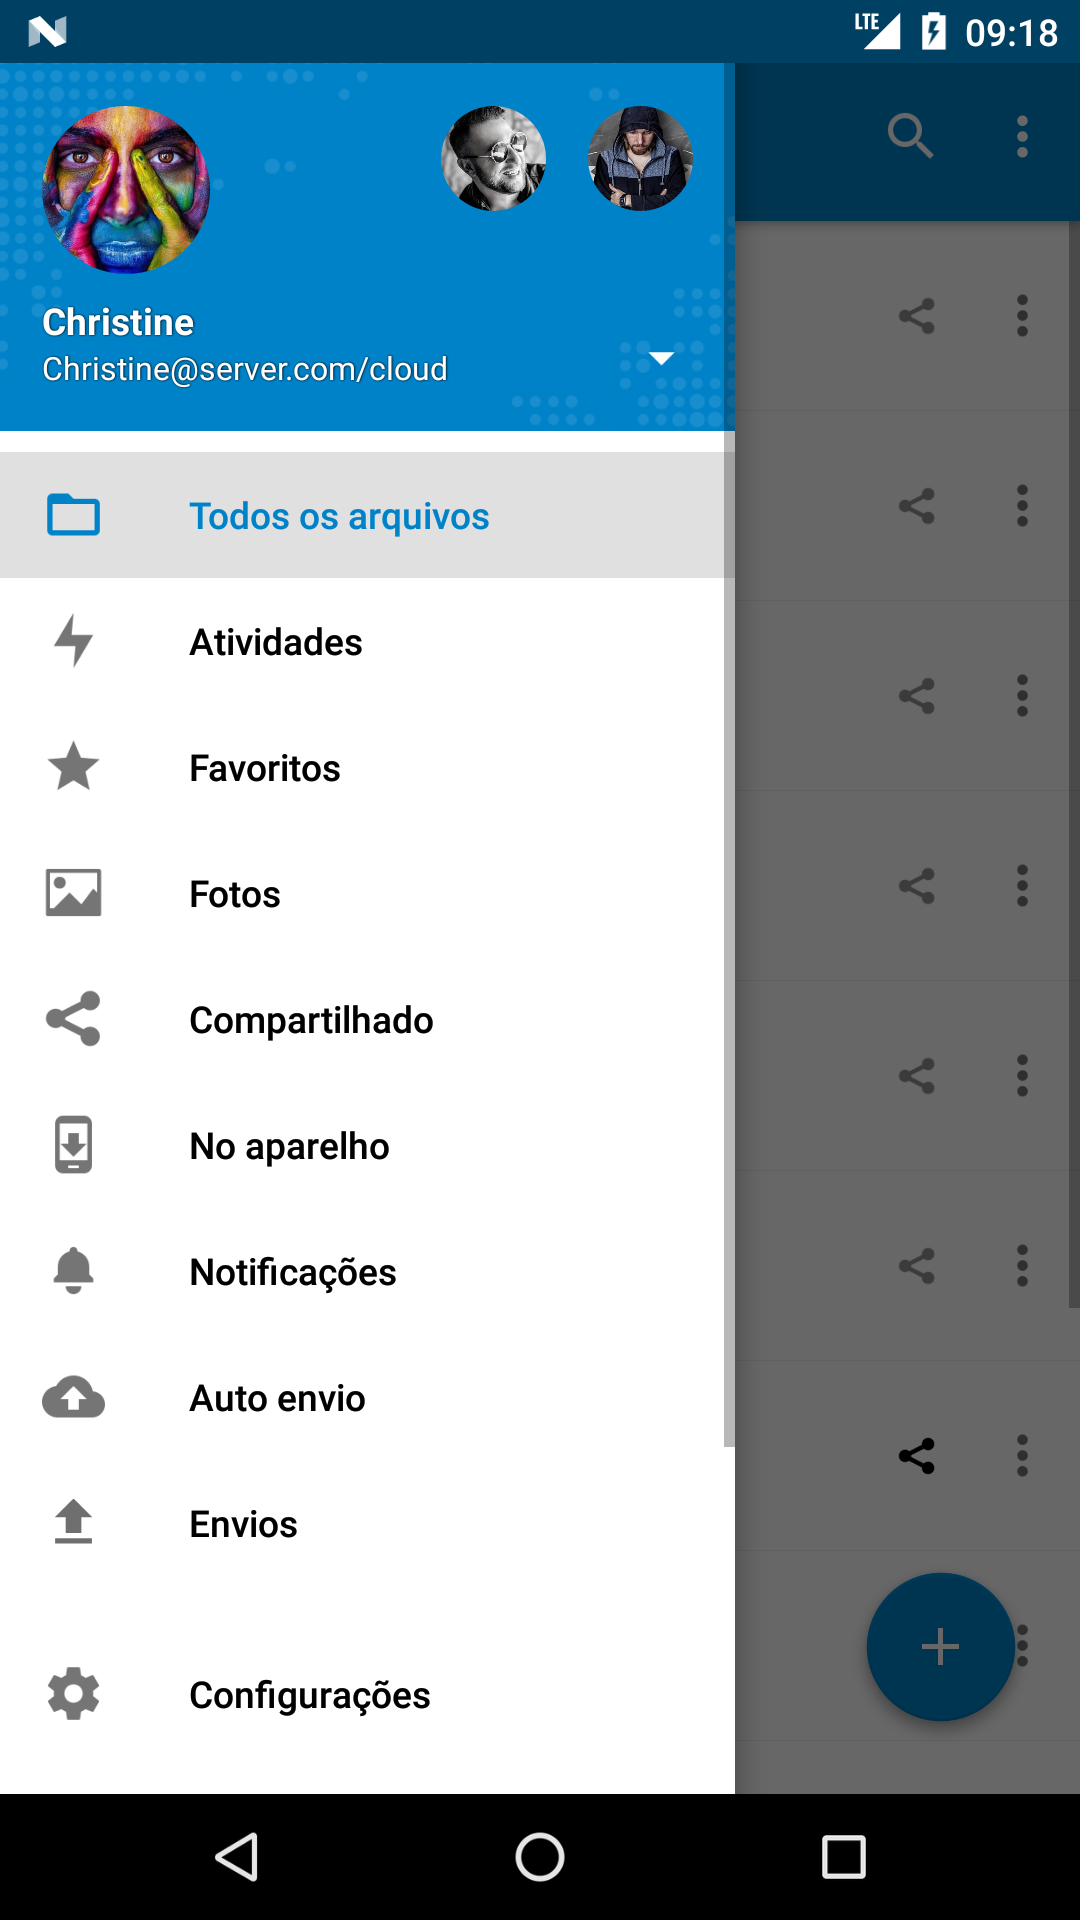 LTE 09:18
Christine
Christine@server.com/cloud
Todos os arquivos
Atividades
Favoritos
Fotos
Compartilhado
No aparelho
Notificações
Auto envio
Envios
Configurações